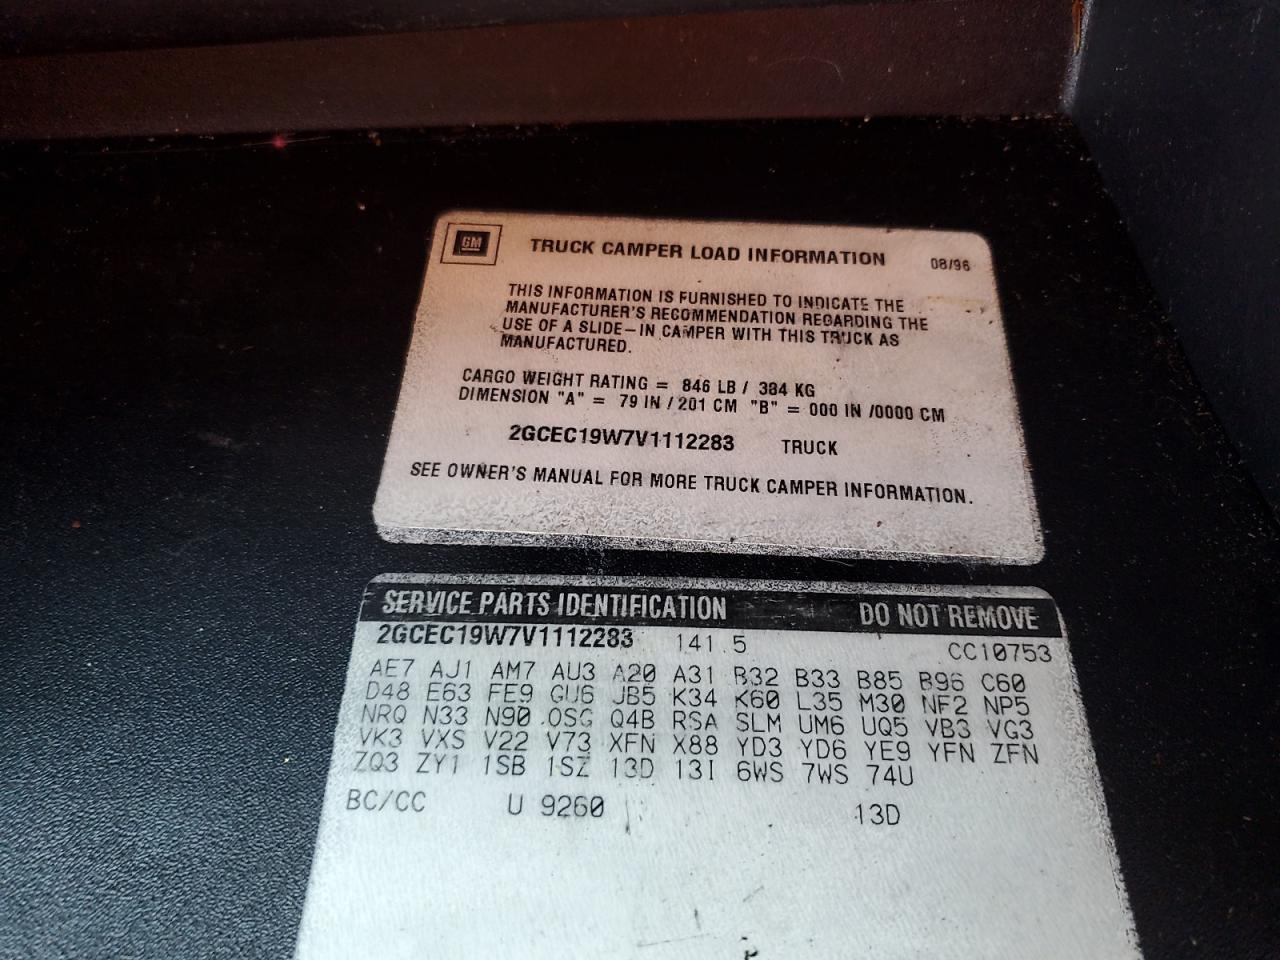 GM TRUCK CAMPER LOAD INFORMATION 08/96
THIS INFORMATION IS FURNISHED TO INDICATE THE
MANUFACTURER'S RECOMMENDATION REGARDING THE
USE OF A SLIDE-IN CAMPER WITH THIS TRUCK AS
MANUFACTURED.
CARGO WEIGHT RATING = 846 LB / 384 KG
DIMENSION "A" = 79 IN / 201 CM "B" = 000 IN /0000 CM
2GCEC19W7V1112283 TRUCK
SEE OWNER'S MANUAL FOR MORE TRUCK CAMPER INFORMATION.
SERVICE PARTS IDENTIFICATION DO NOT REMOVE
2GCEC19W7V1112283 141.5 CC10753
AE7 AJ1 AM7 AU3 A20 A31 B32 B33 B85 B96 C60
D48 E63 FE9 GU6 JB5 K34 K60 L35 M30 NF2 NP5
NRQ N33 N90 OSG Q4B RSA SLM UM6 UQ5 VB3 VG3
VK3 VXS V22 V73 XFN X88 YD3 YD6 YE9 YFN ZFN
ZQ3 ZY1 1SB 1SZ 13D 13I 6WS 7WS 74U
BC/CC U 9260 13D